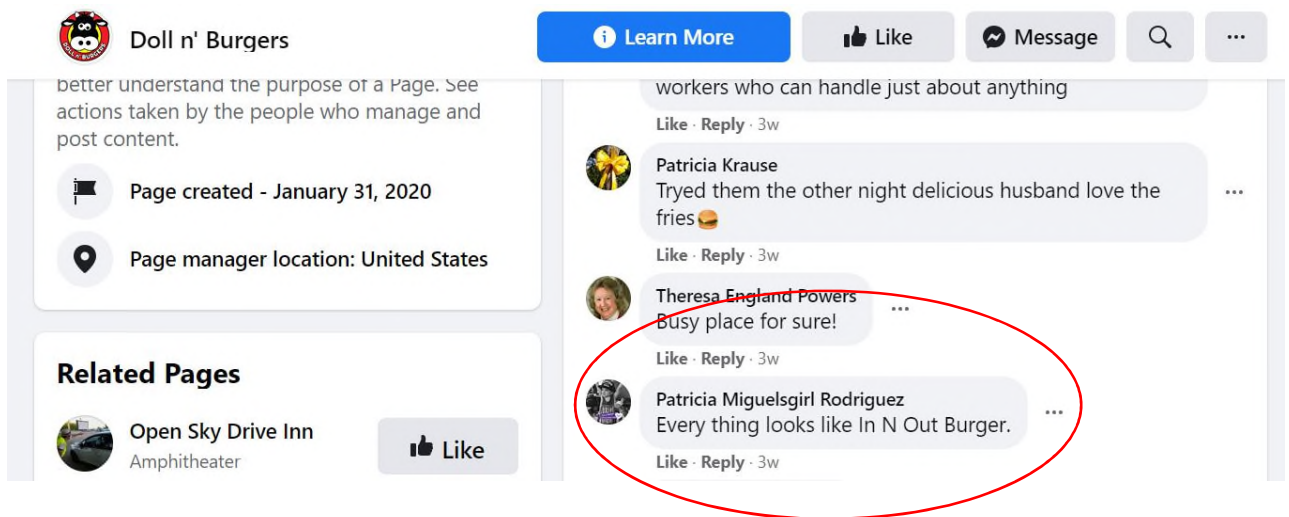 DOLL N' BURGERS
Doll n' Burgers
Learn More
Like
Message
better understand the purpose of a Page. See
actions taken by the people who manage and
post content.
Page created - January 31, 2020
Page manager location: United States
Related Pages
Open Sky Drive Inn
Amphitheater
Like
workers who can handle just about anything
Like · Reply · 3w
Patricia Krause
Tryed them the other night delicious husband love the
fries🍔
Like · Reply · 3w
Theresa England Powers
Busy place for sure!
Like · Reply · 3w
Patricia Miguelsgirl Rodriguez
Every thing looks like In N Out Burger.
Like · Reply · 3w